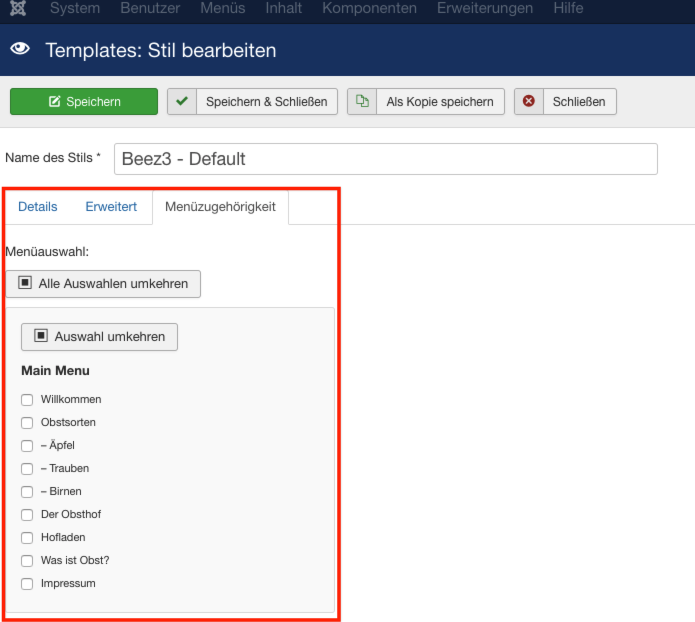 System Benutzer Menüs Inhalt Komponenten Erweiterungen Hilfe
Templates: Stil bearbeiten
Speichern Speichern & Schließen Als Kopie speichern Schließen
Name des Stils * Beez3 - Default
Details Erweitert Menüzugehörigkeit
Menüauswahl:
Alle Auswahlen umkehren
Auswahl umkehren
Main Menu
Willkommen
Obstsorten
– Äpfel
– Trauben
– Birnen
Der Obsthof
Hofladen
Was ist Obst?
Impressum